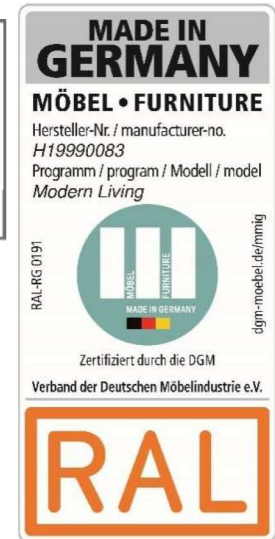 MADE IN
GERMANY
MÖBEL • FURNITURE
Hersteller-Nr. / manufacturer-no.
H19990083
Programm / program / Modell / model
Modern Living
RAL-RG 0191
MÖBEL
FURNITURE
MADE IN GERMANY
dgm-moebel.de/mmig
Zertifiziert durch die DGM
Verband der Deutschen Möbelindustrie e.V.
RAL